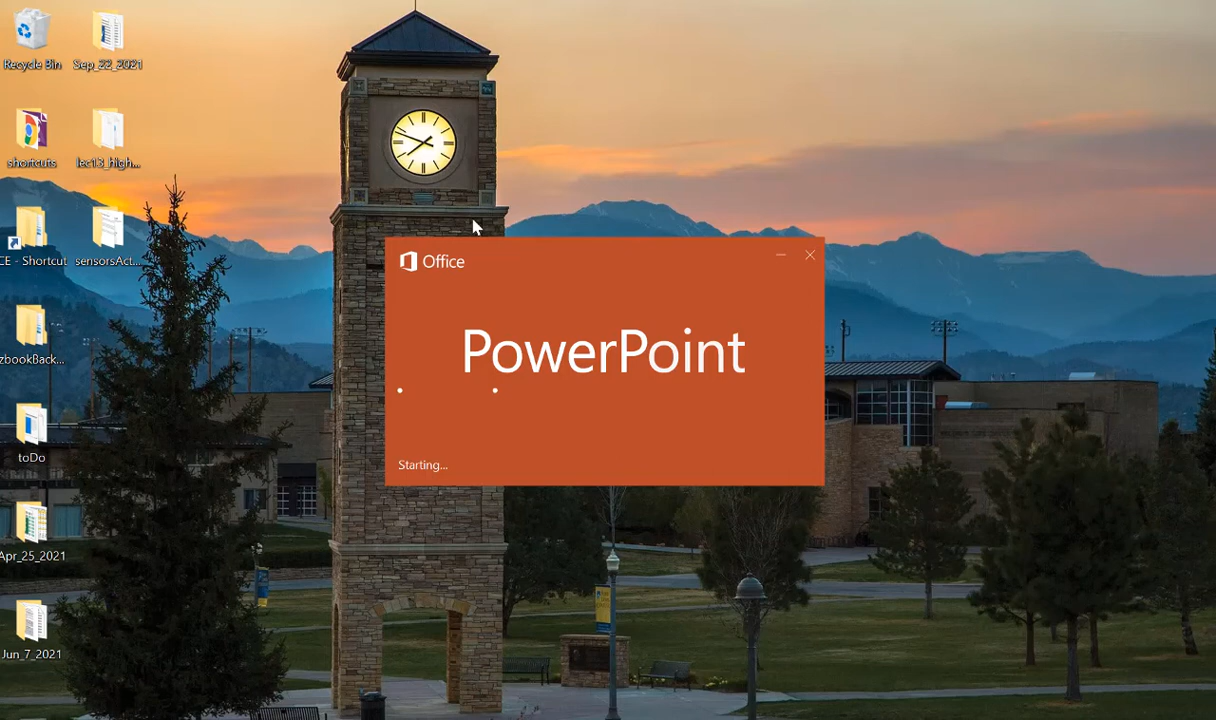 Recycle Bin
Sep_22_2021
shortcuts
lec13_high...
CE - Shortcut
sensorsAct...
zbookBack...
toDo
Apr_25_2021
Jun_7_2021
Office
PowerPoint
Starting...